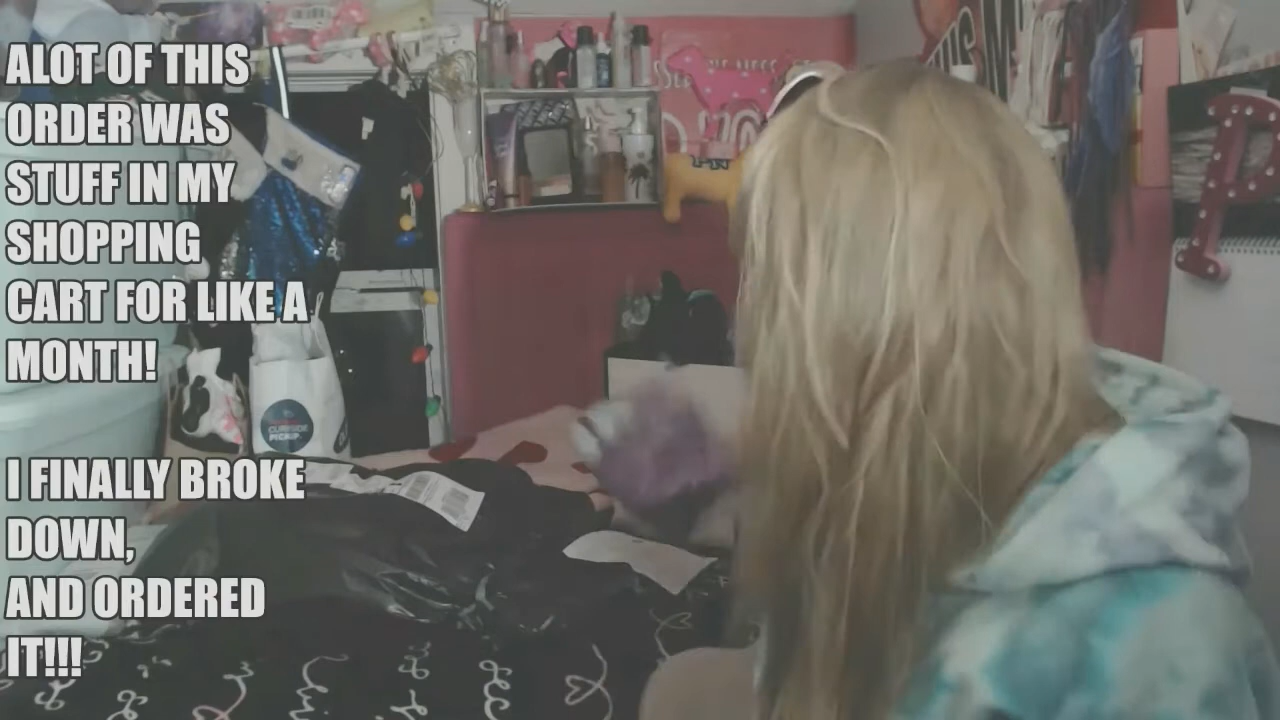 ALOT OF THIS
ORDER WAS
STUFF IN MY
SHOPPING
CART FOR LIKE A
MONTH!
I FINALLY BROKE
DOWN,
AND ORDERED
IT!!!
CURBSIDE
PICKUP.
PINK